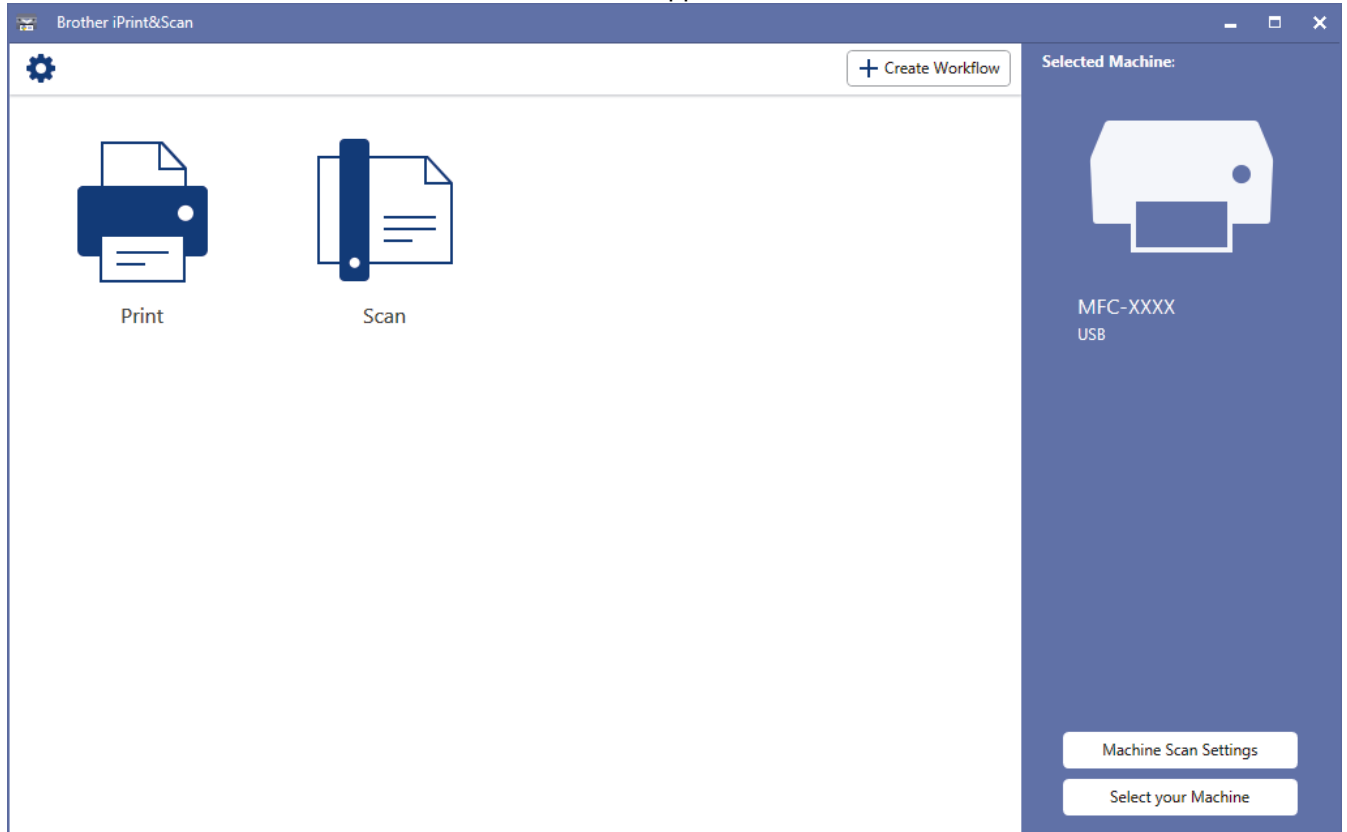 Brother iPrint&Scan
Create Workflow
Selected Machine:
Print
Scan
MFC-XXXX
USB
Machine Scan Settings
Select your Machine